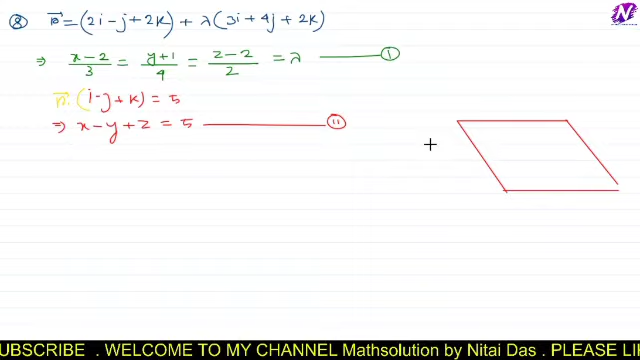 ⑧ r⃗ = (2i - j + 2k) + λ(3i + 4j + 2k)
⇒ (x-2)/3 = (y+1)/4 = (z-2)/2 = λ —— Ⓘ
r⃗. (i - j + k) = 5
⇒ x - y + z = 5 —— ⓘⓘ
N
SUBSCRIBE . WELCOME TO MY CHANNEL Mathsolution by Nitai Das . PLEASE LI